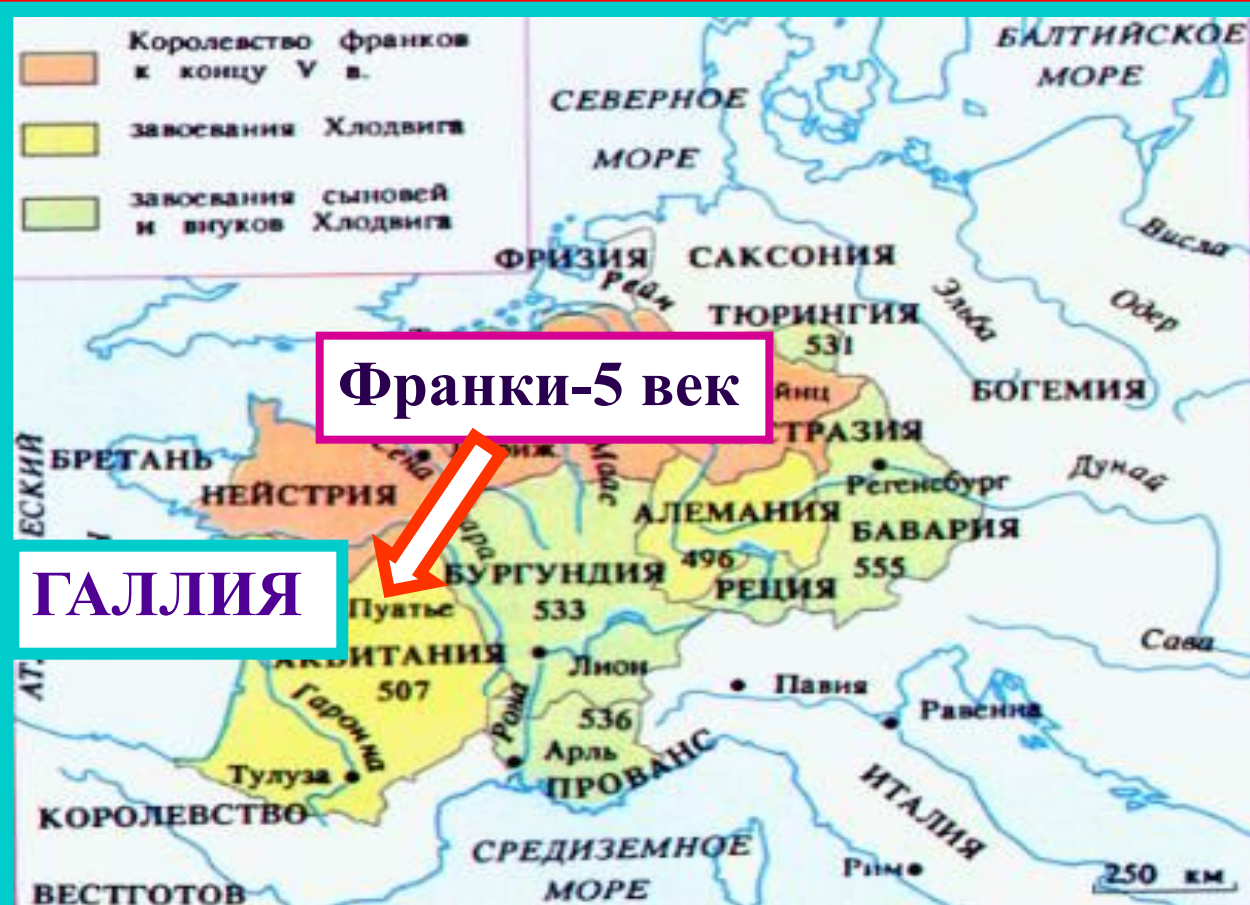 Королевство франков
к концу V в.
завоевания Хлодвига
завоевания сыновей
и внуков Хлодвига
БАЛТИЙСКОЕ
МОРЕ
СЕВЕРНОЕ
МОРЕ
ФРИЗИЯ
САКСОНИЯ
Рейн
Висла
Эльба
Одер
ТЮРИНГИЯ
531
Франки-5 век
БОГЕМИЯ
БРЕТАНЬ
Сена
Маас
НЕЙСТРИЯ
Регенсбург
Дунай
АЛЕМАНИЯ
БАВАРИЯ
496
555
БУРГУНДИЯ
533
РЕЦИЯ
ГАЛЛИЯ
Пуатье
АКВИТАНИЯ
507
Лион
Сава
Гаронна
Рона
536
Павия
Равенна
Арль
ПРОВАНС
Тулуза
ИТАЛИЯ
КОРОЛЕВСТВО
ВЕСТГОТОВ
СРЕДИЗЕМНОЕ
МОРЕ
Рим
250 км